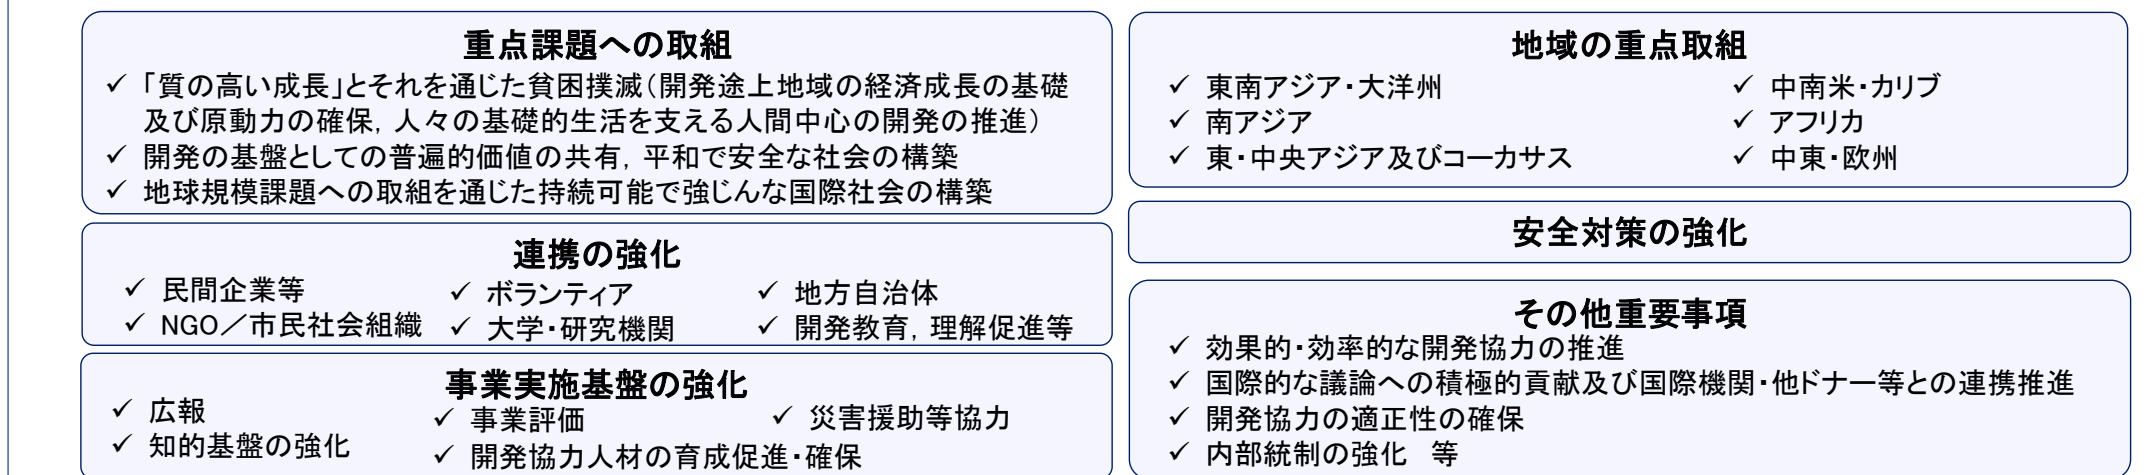 重点課題への取組
✓ 「質の高い成長」とそれを通じた貧困撲滅（開発途上地域の経済成長の基礎
及び原動力の確保，人々の基礎的生活を支える人間中心の開発の推進）
✓ 開発の基盤としての普遍的価値の共有，平和で安全な社会の構築
✓ 地球規模課題への取組を通じた持続可能で強じんな国際社会の構築
連携の強化
✓ 民間企業等 ✓ ボランティア ✓ 地方自治体
✓ NGO／市民社会組織 ✓ 大学・研究機関 ✓ 開発教育，理解促進等
事業実施基盤の強化
✓ 広報 ✓ 事業評価 ✓ 災害援助等協力
✓ 知的基盤の強化 ✓ 開発協力人材の育成促進・確保
地域の重点取組
✓ 東南アジア・大洋州 ✓ 中南米・カリブ
✓ 南アジア ✓ アフリカ
✓ 東・中央アジア及びコーカサス ✓ 中東・欧州
安全対策の強化
その他重要事項
✓ 効果的・効率的な開発協力の推進
✓ 国際的な議論への積極的貢献及び国際機関・他ドナー等との連携推進
✓ 開発協力の適正性の確保
✓ 内部統制の強化　等